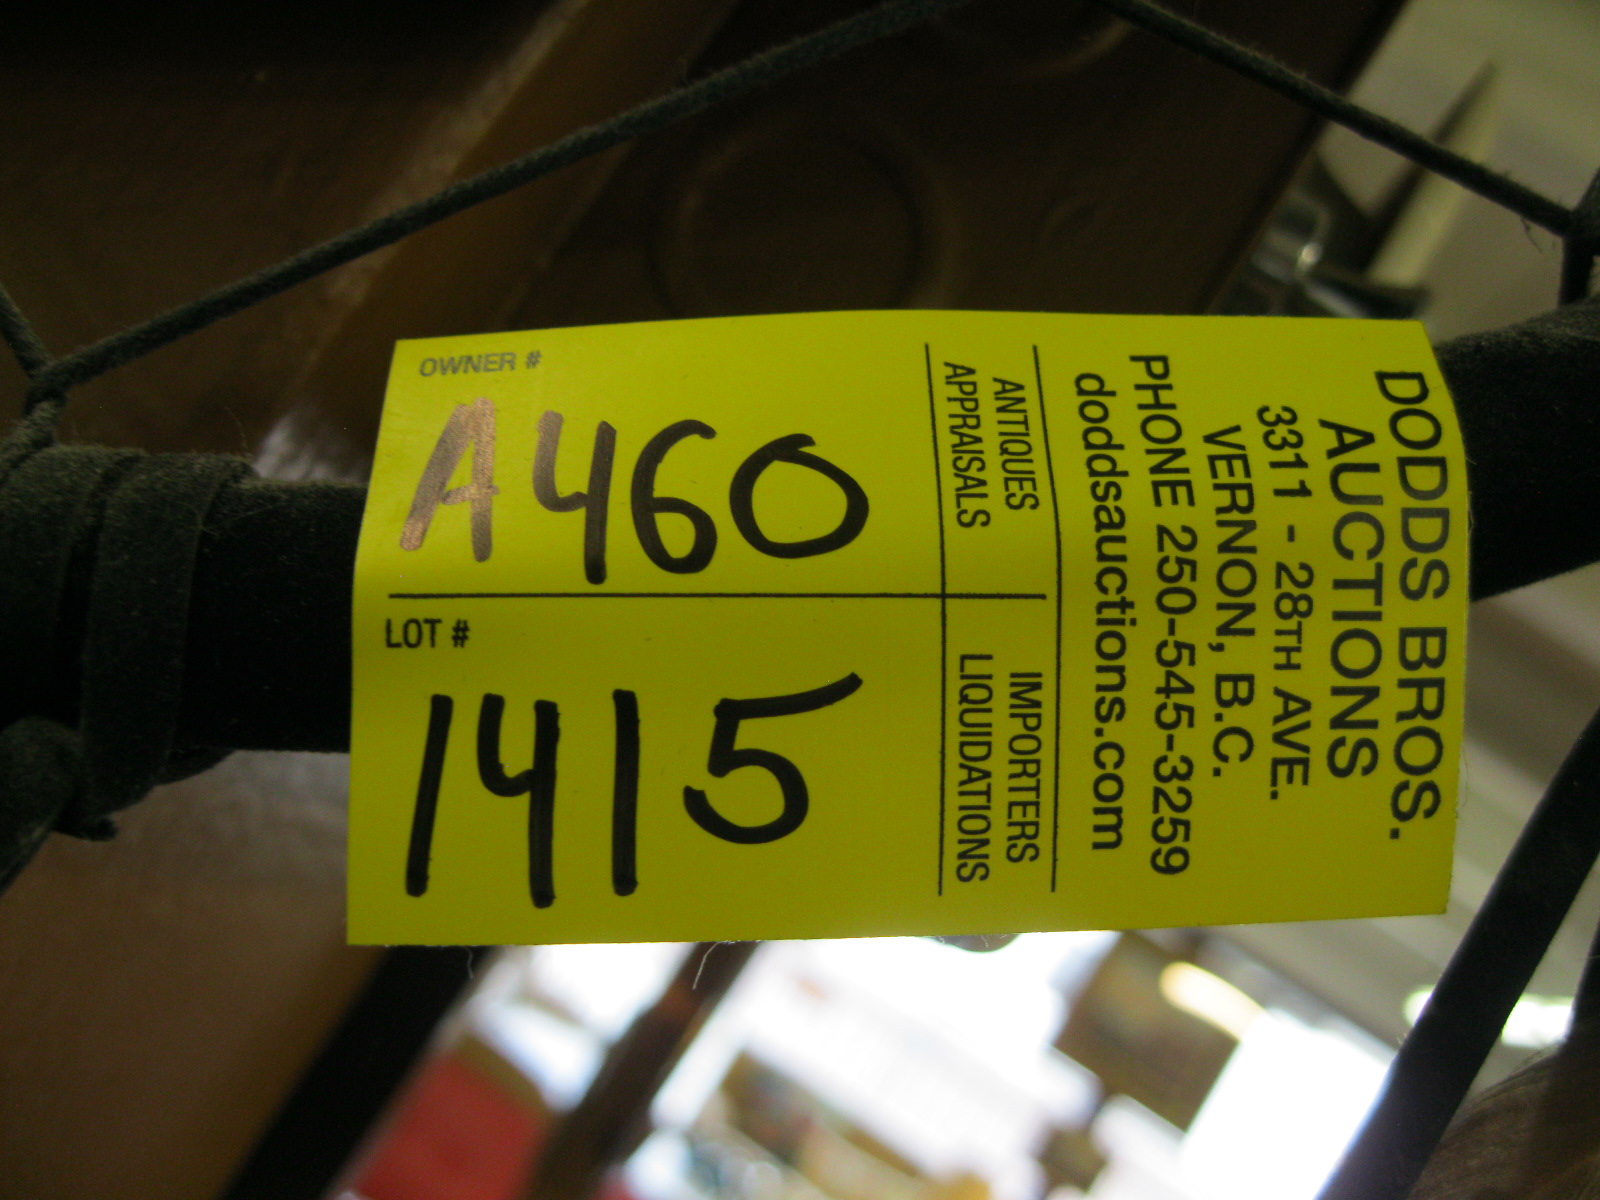 DODDS BROS.
AUCTIONS
3311 - 28TH AVE.
VERNON, B.C.
PHONE 250-545-3259
doddsauctions.com
ANTIQUES
APPRAISALS
IMPORTERS
LIQUIDATIONS
OWNER #
A460
LOT #
1415